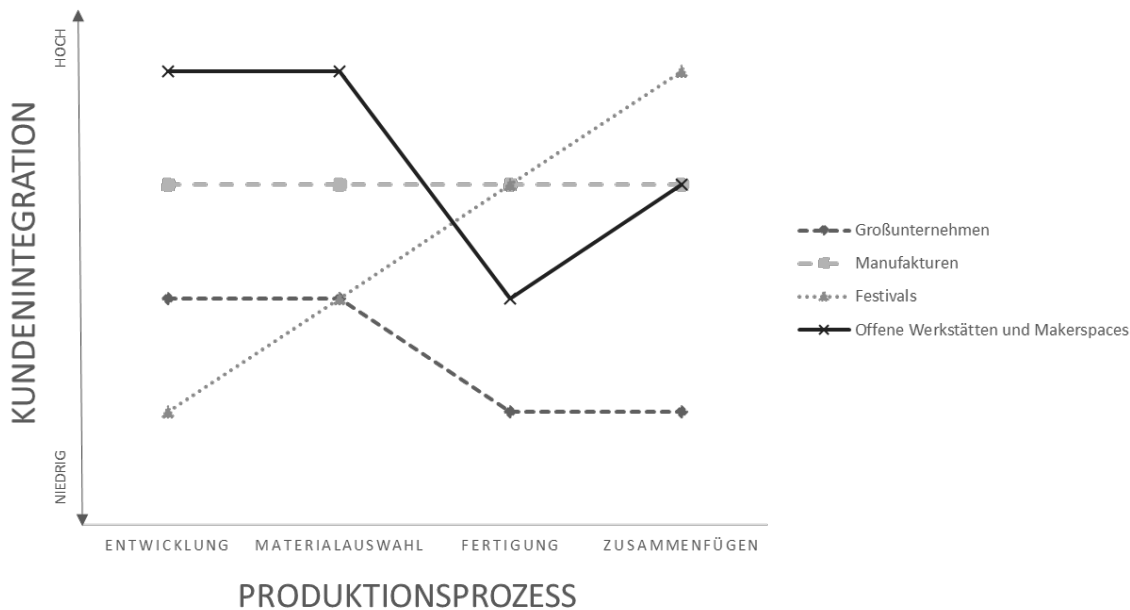 HOCH
KUNDENINTEGRATION
NIEDRIG
Großunternehmen
Manufakturen
Festivals
Offene Werkstätten und Makerspaces
ENTWICKLUNG MATERIALAUSWAHL FERTIGUNG ZUSAMMENFÜGEN
PRODUKTIONSPROZESS